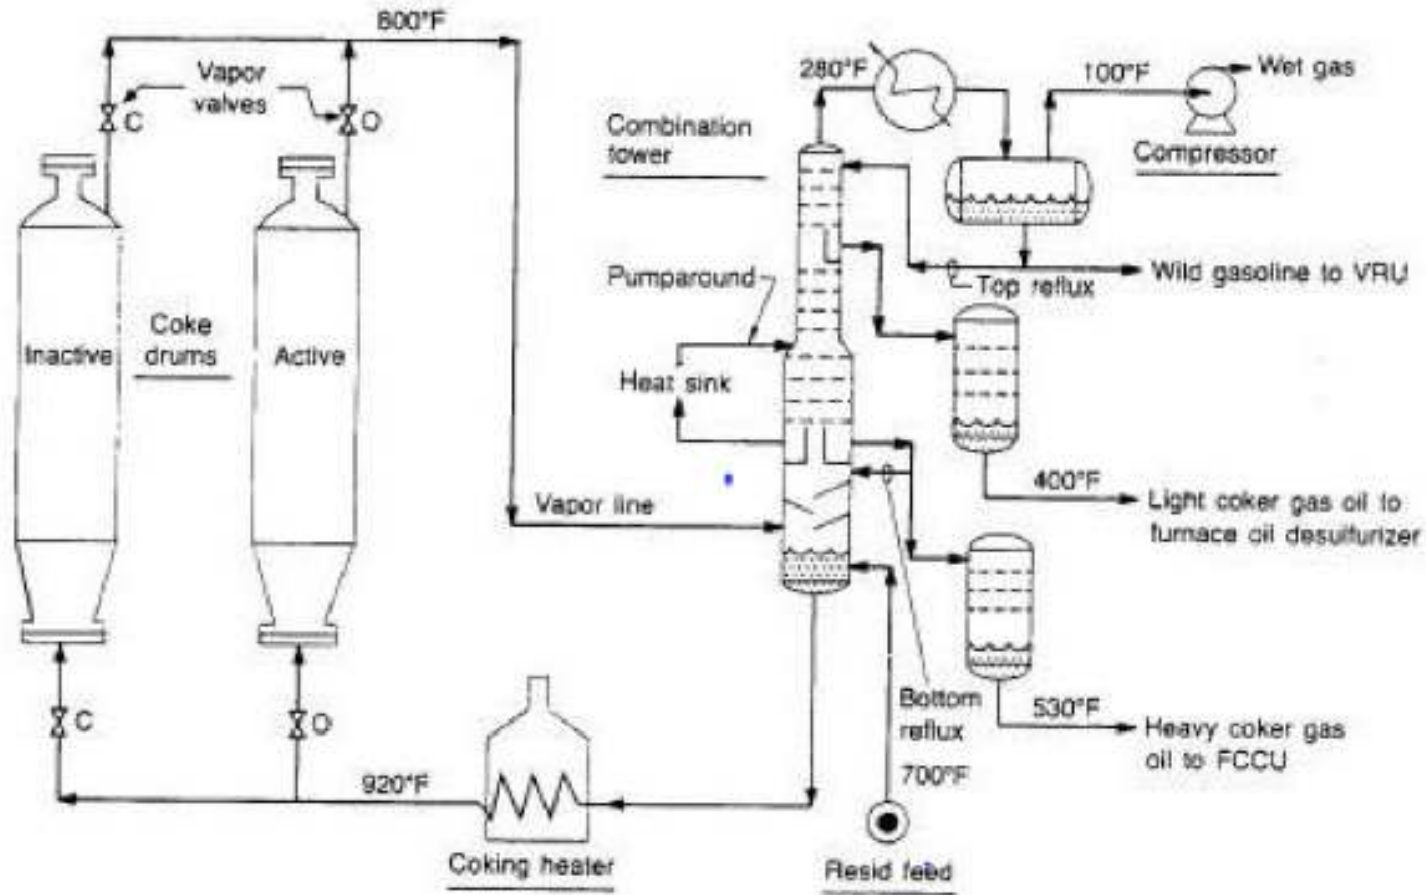 800°F
Vapor
valves
C
O
280°F
100°F
Wet gas
Combination
tower
Compressor
Pumparound
Top reflux
Wild gasoline to VRU
Inactive
Coke
drums
Active
Heat sink
400°F
Light coker gas oil to
furnace oil desulfurizer
Vapor line
C
O
Bottom
reflux
530°F
Heavy coker gas
oil to FCCU
700°F
920°F
Coking heater
Resid feed